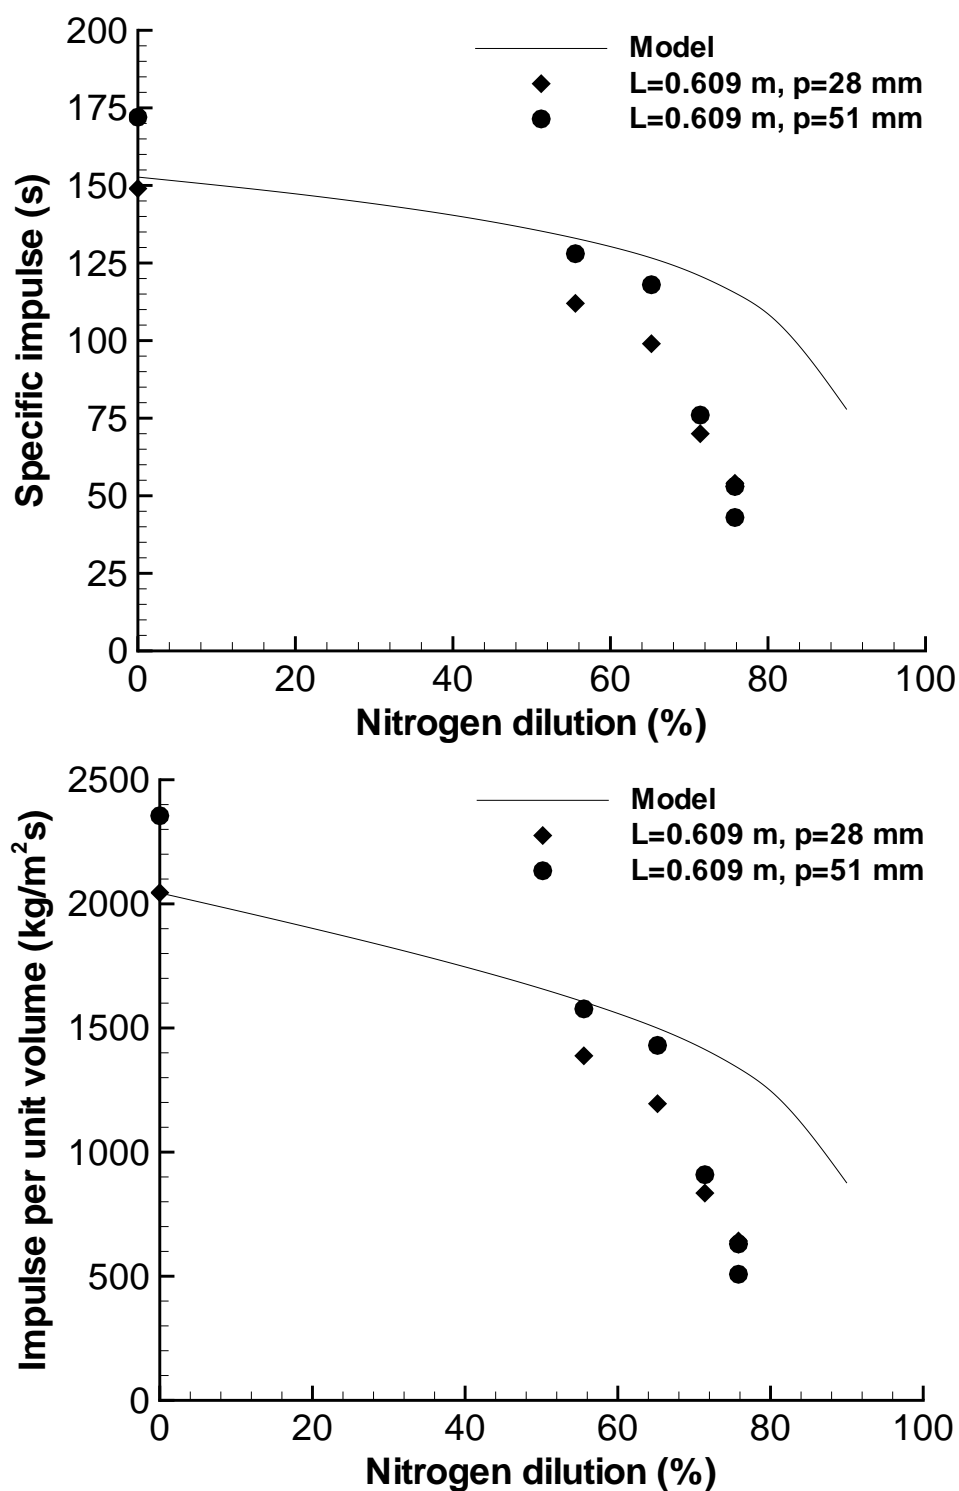 200
175
150
125
100
75
50
25
0
Specific impulse (s)
Model
L=0.609 m, p=28 mm
L=0.609 m, p=51 mm
0 20 40 60 80 100
Nitrogen dilution (%)
2500
2000
1500
1000
500
0
Impulse per unit volume (kg/m²s)
Model
L=0.609 m, p=28 mm
L=0.609 m, p=51 mm
0 20 40 60 80 100
Nitrogen dilution (%)